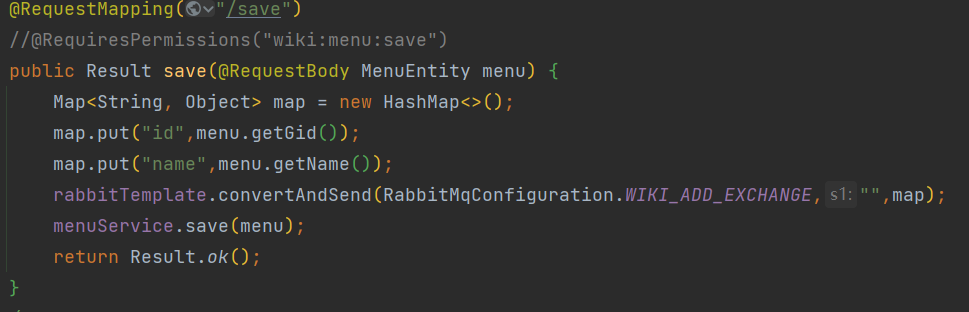 @RequestMapping("/save")
//@RequiresPermissions("wiki:menu:save")
public Result save(@RequestBody MenuEntity menu) {
Map<String, Object> map = new HashMap<>();
map.put("id",menu.getGid());
map.put("name",menu.getName());
rabbitTemplate.convertAndSend(RabbitMqConfiguration.WIKI_ADD_EXCHANGE, s1: "",map);
menuService.save(menu);
return Result.ok();
}